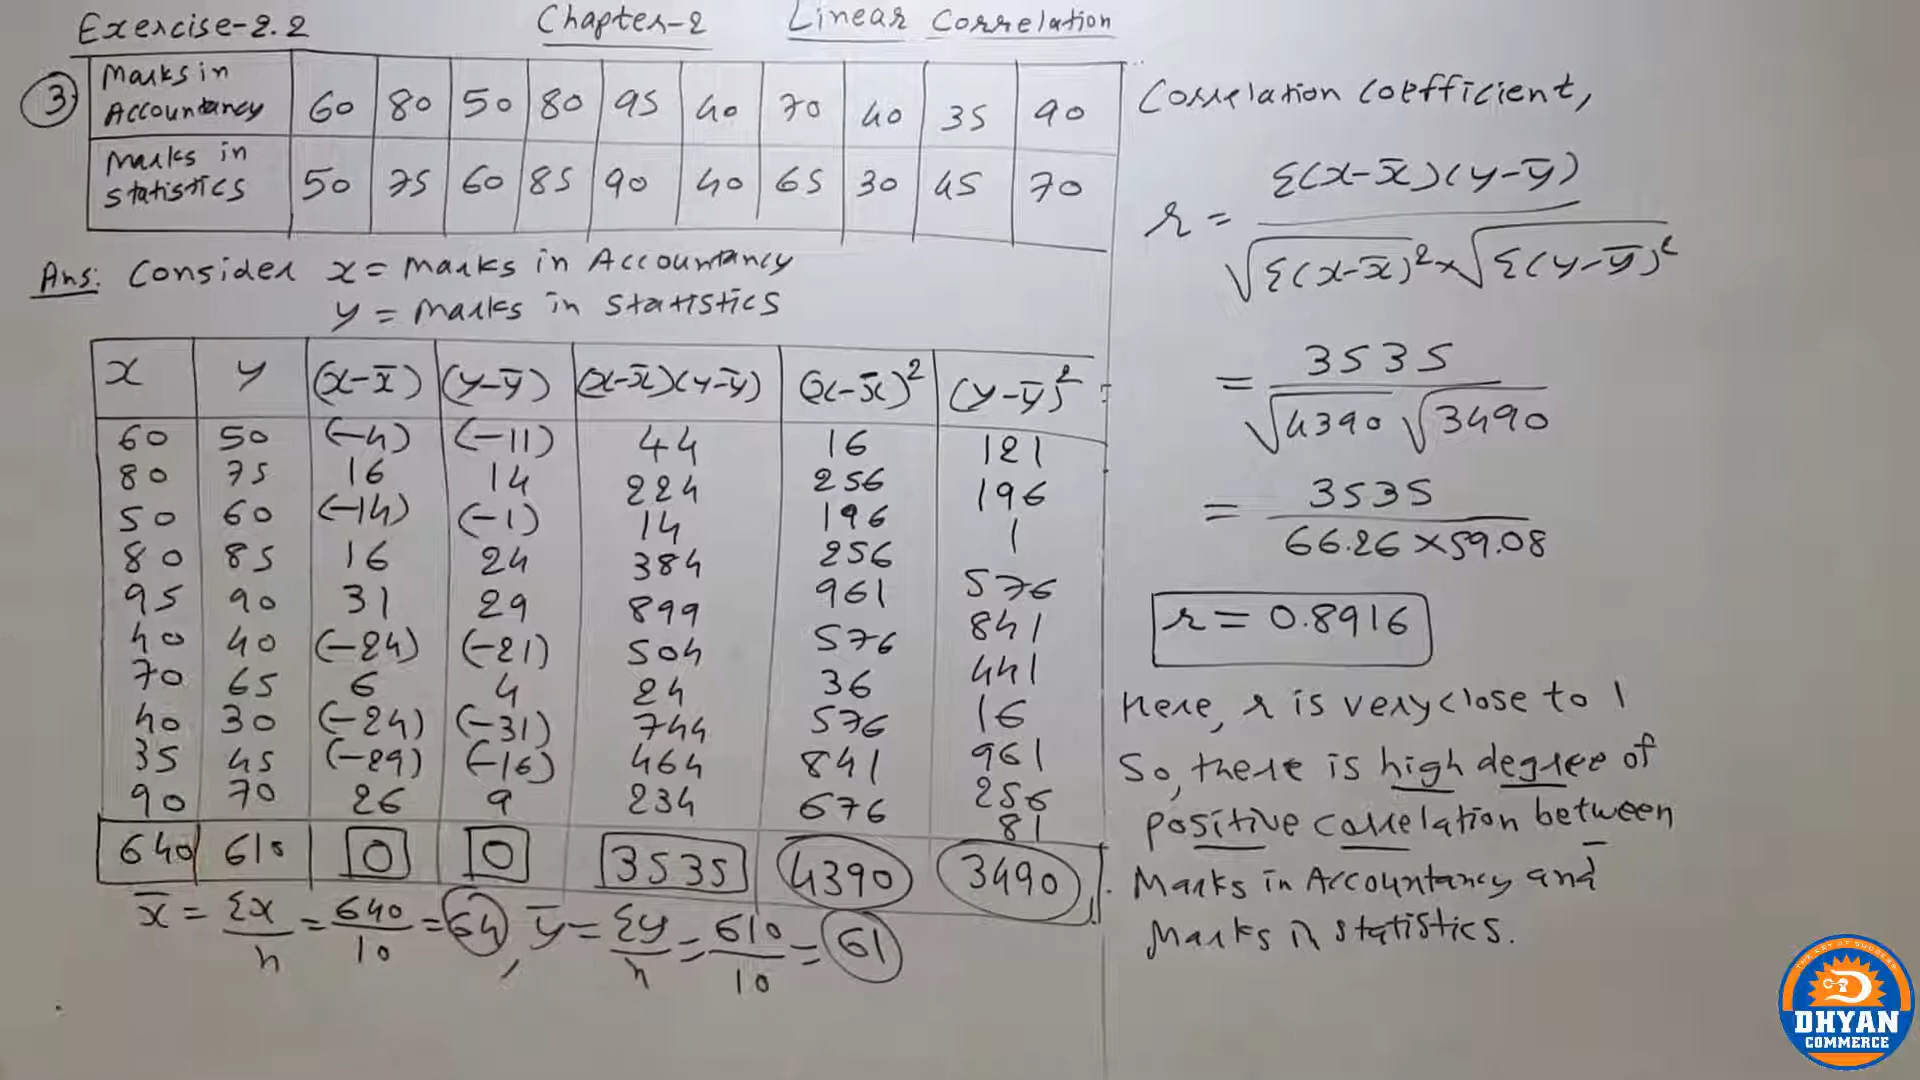 Exercise-2.2 Chapter-2 Linear Correlation
3 Marks in Accountancy 60 80 50 80 95 40 70 40 35 90
Marks in statistics 50 75 60 85 90 40 65 30 45 70
Ans: Consider x = Marks in Accountancy
y = Marks in statistics
x y (x-x̄) (y-ȳ) (x-x̄)(y-ȳ) (x-x̄)² (y-ȳ)²
60 50 (-4) (-11) 44 16 121
80 75 16 14 224 256 196
50 60 (-14) (-1) 14 196 1
80 85 16 24 384 256 576
95 90 31 29 899 961 841
40 40 (-24) (-21) 504 576 441
70 65 6 4 24 36 16
40 30 (-24) (-31) 744 576 961
35 45 (-29) (-16) 464 841 256
90 70 26 9 234 676 81
640 610 0 0 3535 4390 3490
x̄ = Σx/n = 640/10 = 64, ȳ = Σy/n = 610/10 = 61
Correlation coefficient,
r = Σ(x-x̄)(y-ȳ) / √Σ(x-x̄)² × √Σ(y-ȳ)²
= 3535 / √4390 √3490
= 3535 / 66.26 × 59.08
r = 0.8916
Here, r is very close to 1
So, there is high degree of
positive correlation between
Marks in Accountancy and
Marks in statistics.
THE KEY OF SUCCESS
DHYAN
COMMERCE